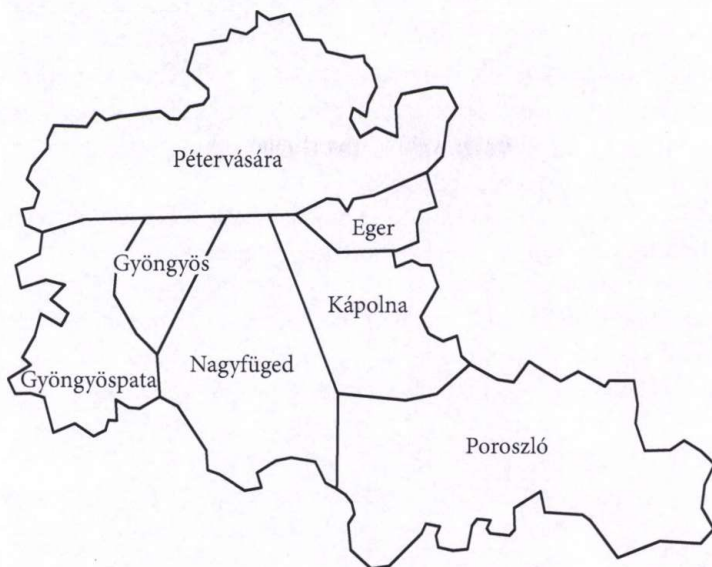 Pétervására
Eger
Gyöngyös
Kápolna
Nagyfüged
Gyöngyöspata
Poroszló